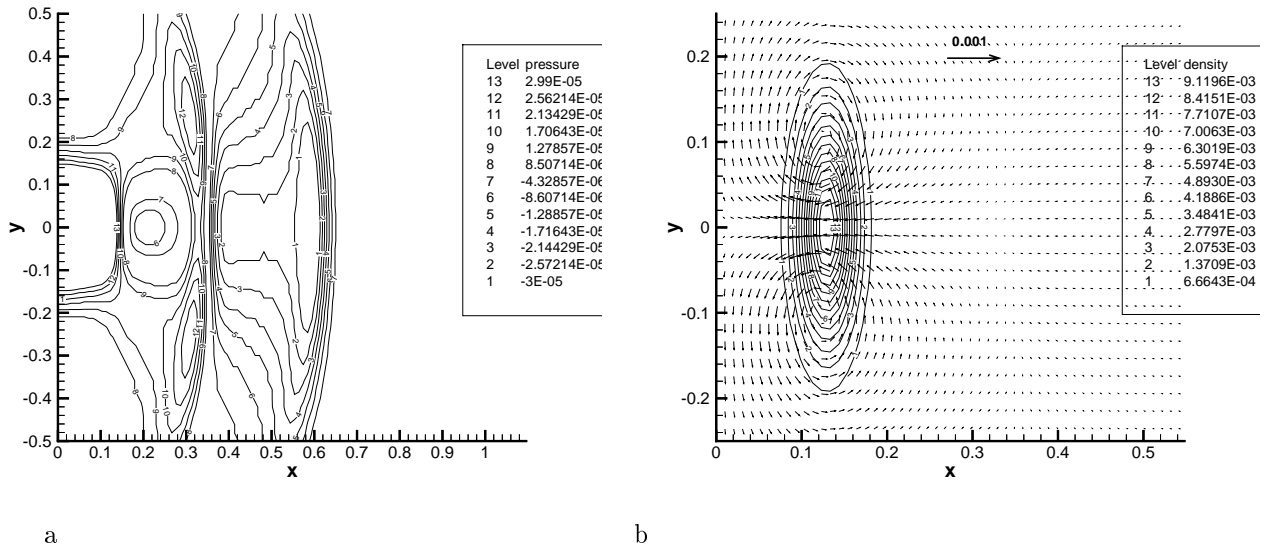 0.5
0.4
0.3
0.2
0.1
0
-0.1
-0.2
-0.3
-0.4
-0.5
y
0 0.1 0.2 0.3 0.4 0.5 0.6 0.7 0.8 0.9 1
x
Level pressure
13 2.99E-05
12 2.56214E-05
11 2.13429E-05
10 1.70643E-05
9 1.27857E-05
8 8.50714E-06
7 -4.32857E-06
6 -8.60714E-06
5 -1.28857E-05
4 -1.71643E-05
3 -2.14429E-05
2 -2.57214E-05
1 -3E-05
a
0.2
0.1
0
-0.1
-0.2
y
0 0.1 0.2 0.3 0.4 0.5
x
0.001
Level density
13 9.1196E-03
12 8.4151E-03
11 7.7107E-03
10 7.0063E-03
9 6.3019E-03
8 5.5974E-03
7 4.8930E-03
6 4.1886E-03
5 3.4841E-03
4 2.7797E-03
3 2.0753E-03
2 1.3709E-03
1 6.6643E-04
b